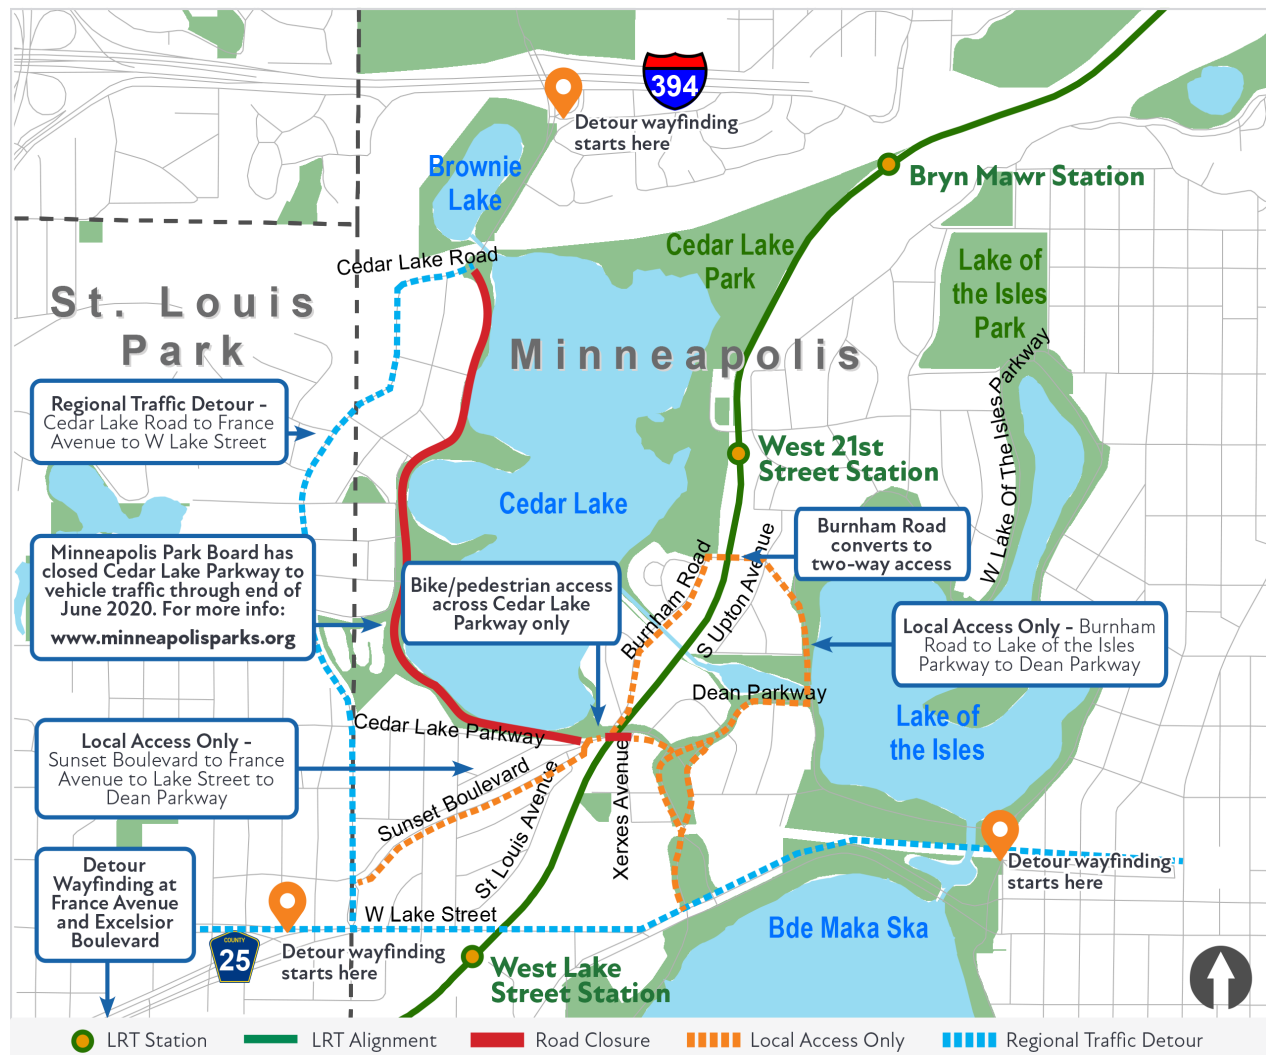 394
Detour wayfinding
starts here
Brownie
Lake
Bryn Mawr Station
Cedar Lake Road
Cedar Lake
Park
Lake of
the Isles
Park
St. Louis
Park
Minneapolis
W Lake Of The Isles Parkway
Regional Traffic Detour -
Cedar Lake Road to France
Avenue to W Lake Street
West 21st
Street Station
Cedar Lake
Burnham Road
converts to
two-way access
Minneapolis Park Board has
closed Cedar Lake Parkway to
vehicle traffic through end of
June 2020. For more info:
www.minneapolisparks.org
Bike/pedestrian access
across Cedar Lake
Parkway only
Burnham Road
S Upton Avenue
Local Access Only - Burnham
Road to Lake of the Isles
Parkway to Dean Parkway
Dean Parkway
Lake of
the Isles
Cedar Lake Parkway
Local Access Only -
Sunset Boulevard to France
Avenue to Lake Street to
Dean Parkway
Sunset Boulevard
St Louis Avenue
Xerxes Avenue
Detour wayfinding
starts here
Detour
Wayfinding at
France Avenue
and Excelsior
Boulevard
W Lake Street
Bde Maka Ska
COUNTY
25
Detour wayfinding
starts here
West Lake
Street Station
LRT Station
LRT Alignment
Road Closure
Local Access Only
Regional Traffic Detour